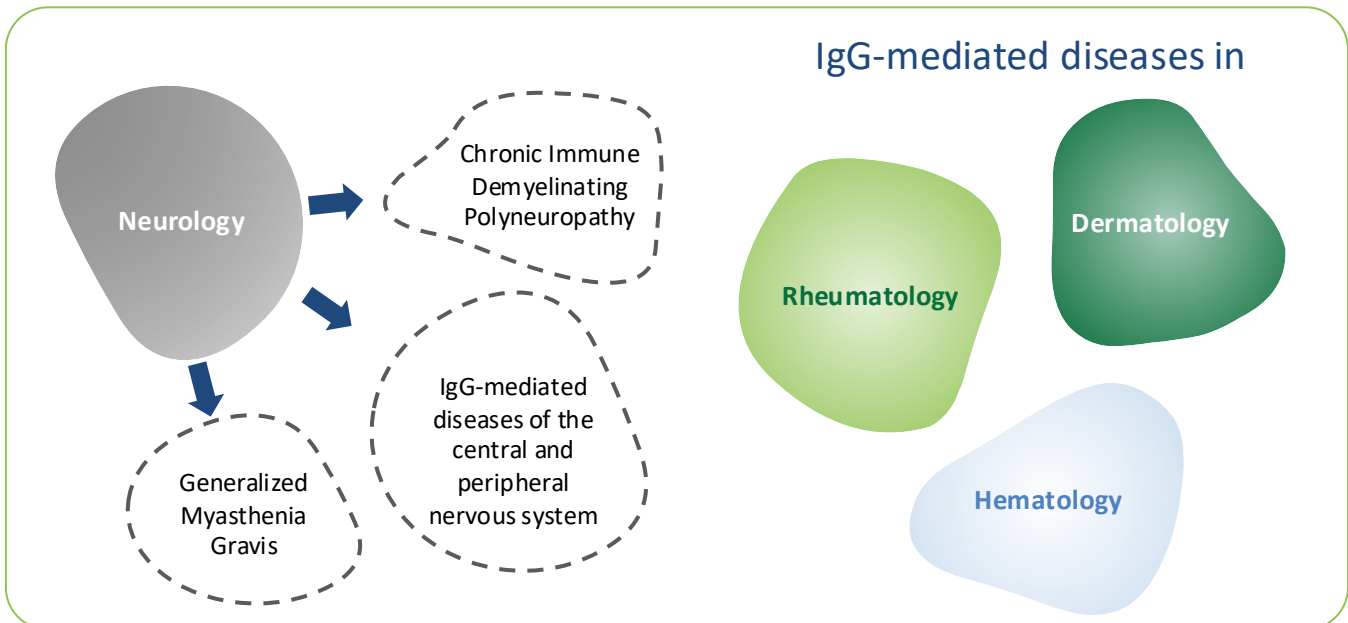 IgG-mediated diseases in
Neurology
Chronic Immune
Demyelinating
Polyneuropathy
IgG-mediated
diseases of the
central and
peripheral
nervous system
Generalized
Myasthenia
Gravis
Rheumatology
Dermatology
Hematology